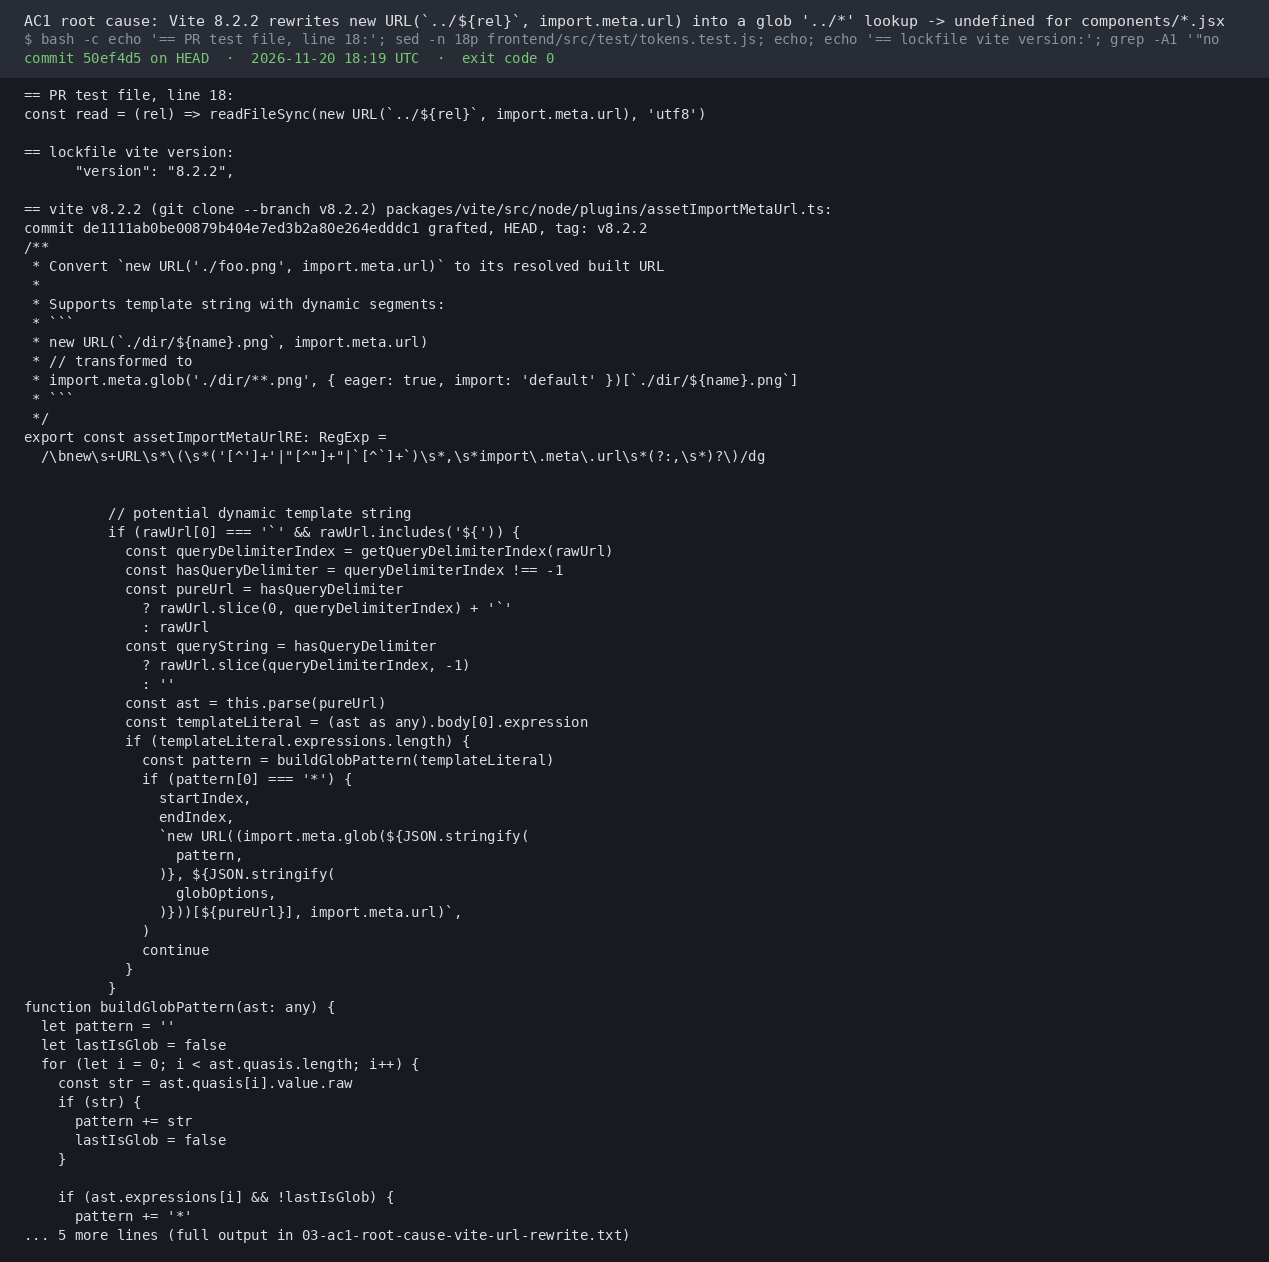 AC1 root cause: Vite 8.2.2 rewrites new URL(`../${rel}`, import.meta.url) into a glob '../*' lookup -> undefined for components/*.jsx
$ bash -c echo '== PR test file, line 18:'; sed -n 18p frontend/src/test/tokens.test.js; echo; echo '== lockfile vite version:'; grep -A1 '"no
commit 50ef4d5 on HEAD  ·  2026-11-20 18:19 UTC  ·  exit code 0
== PR test file, line 18:
const read = (rel) => readFileSync(new URL(`../${rel}`, import.meta.url), 'utf8')

== lockfile vite version:
      "version": "8.2.2",

== vite v8.2.2 (git clone --branch v8.2.2) packages/vite/src/node/plugins/assetImportMetaUrl.ts:
commit de1111ab0be00879b404e7ed3b2a80e264edddc1 grafted, HEAD, tag: v8.2.2
/**
 * Convert `new URL('./foo.png', import.meta.url)` to its resolved built URL
 *
 * Supports template string with dynamic segments:
 * ```
 * new URL(`./dir/${name}.png`, import.meta.url)
 * // transformed to
 * import.meta.glob('./dir/**.png', { eager: true, import: 'default' })[`./dir/${name}.png`]
 * ```
 */
export const assetImportMetaUrlRE: RegExp =
  /\bnew\s+URL\s*\(\s*('[^']+'|"[^"]+"|`[^`]+`)\s*,\s*import\.meta\.url\s*(?:,\s*)?\)/dg


          // potential dynamic template string
          if (rawUrl[0] === '`' && rawUrl.includes('${')) {
            const queryDelimiterIndex = getQueryDelimiterIndex(rawUrl)
            const hasQueryDelimiter = queryDelimiterIndex !== -1
            const pureUrl = hasQueryDelimiter
              ? rawUrl.slice(0, queryDelimiterIndex) + '`'
              : rawUrl
            const queryString = hasQueryDelimiter
              ? rawUrl.slice(queryDelimiterIndex, -1)
              : ''
            const ast = this.parse(pureUrl)
            const templateLiteral = (ast as any).body[0].expression
            if (templateLiteral.expressions.length) {
              const pattern = buildGlobPattern(templateLiteral)
              if (pattern[0] === '*') {
                startIndex,
                endIndex,
                `new URL((import.meta.glob(${JSON.stringify(
                  pattern,
                )}, ${JSON.stringify(
                  globOptions,
                )}))[${pureUrl}], import.meta.url)`,
              )
              continue
            }
          }
function buildGlobPattern(ast: any) {
  let pattern = ''
  let lastIsGlob = false
  for (let i = 0; i < ast.quasis.length; i++) {
    const str = ast.quasis[i].value.raw
    if (str) {
      pattern += str
      lastIsGlob = false
    }

    if (ast.expressions[i] && !lastIsGlob) {
      pattern += '*'
... 5 more lines (full output in 03-ac1-root-cause-vite-url-rewrite.txt)